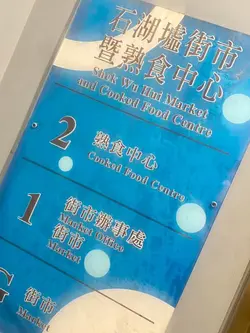 石湖墟街市
暨熟食中心
Shek Wu Hui Market
and Cooked Food Centre
2
熟食中心
Cooked Food Centre
1
街市辦事處
Market Office
街市
Market
G
街市
Market